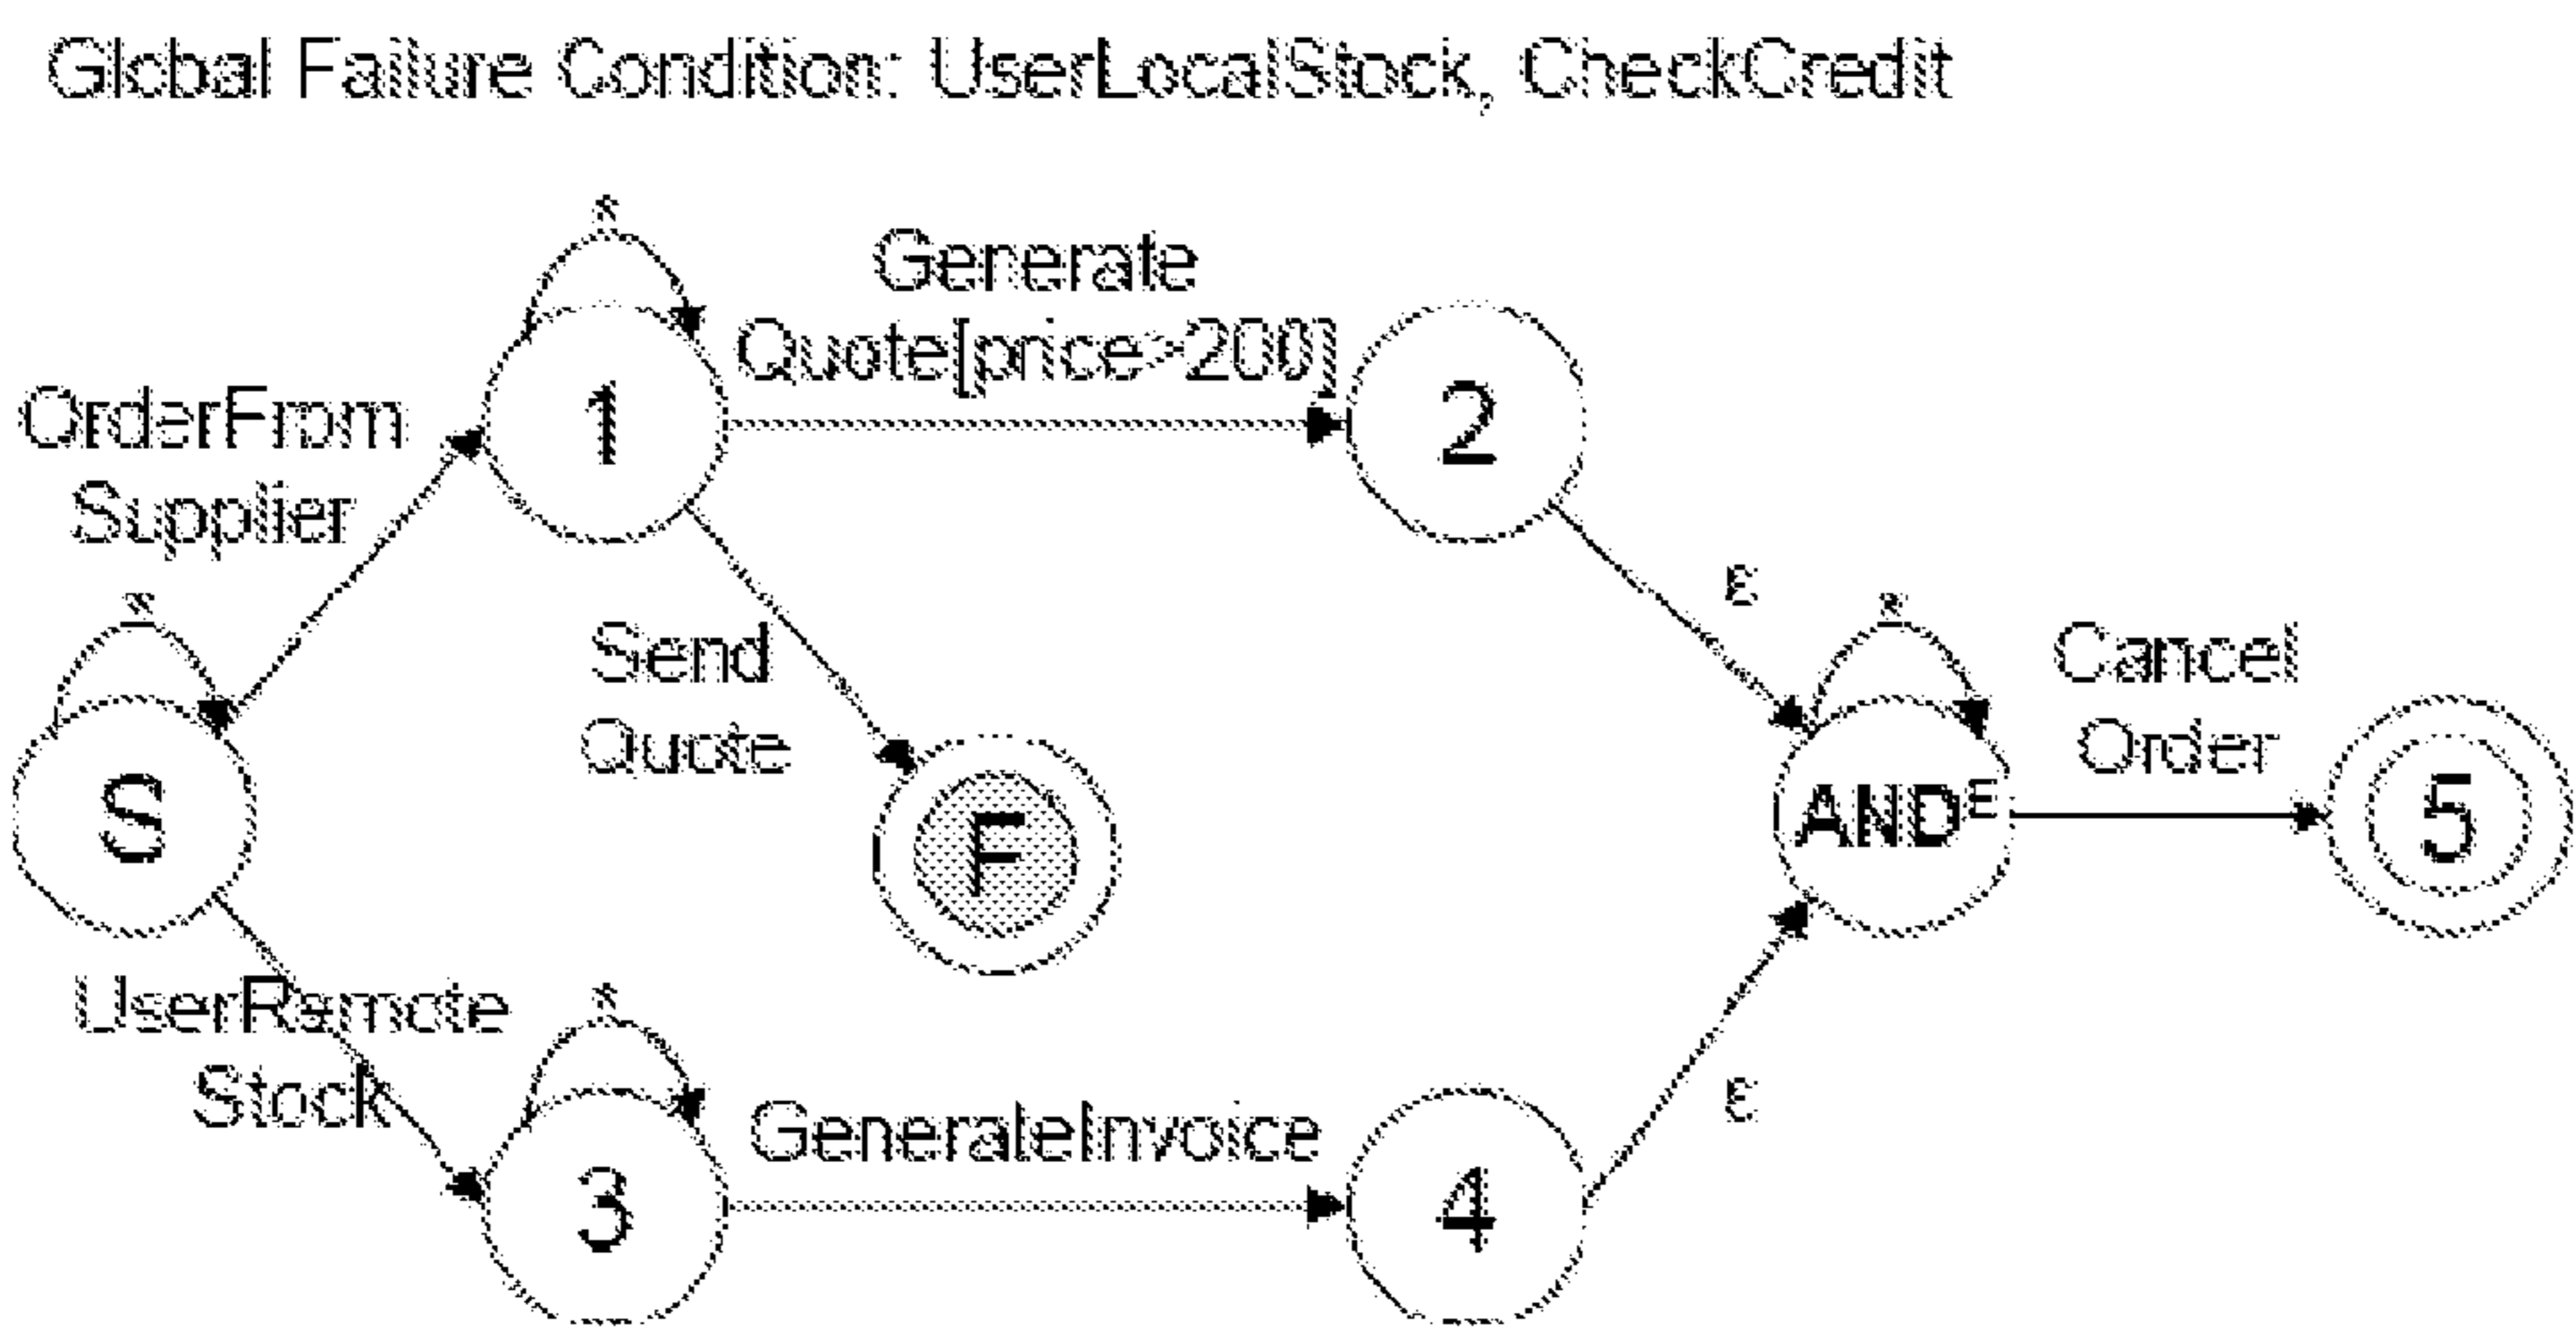 Global Failure Condition: UserLocalStock, CheckCredit
*
Generate
Quote[price>200]
1
2
OrderFrom
Supplier
ε
*
*
Send
Quote
Cancel
Order
S
F
AND^E
5
UserRemote
Stock
*
GenerateInvoice
ε
3
4